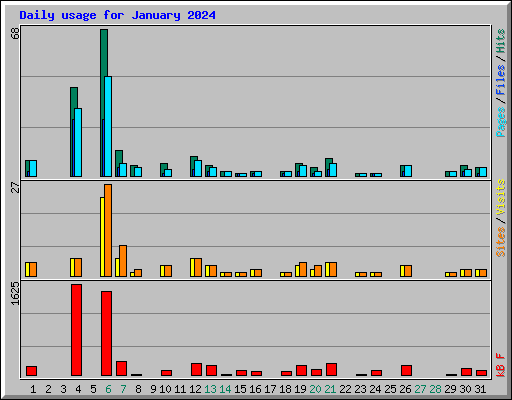 Daily usage for January 2024
68
Pages / Files / Hits
27
Sites / Visits
1625
kB F
1 2 3 4 5 6 7 8 9 10 11 12 13 14 15 16 17 18 19 20 21 22 23 24 25 26 27 28 29 30 31